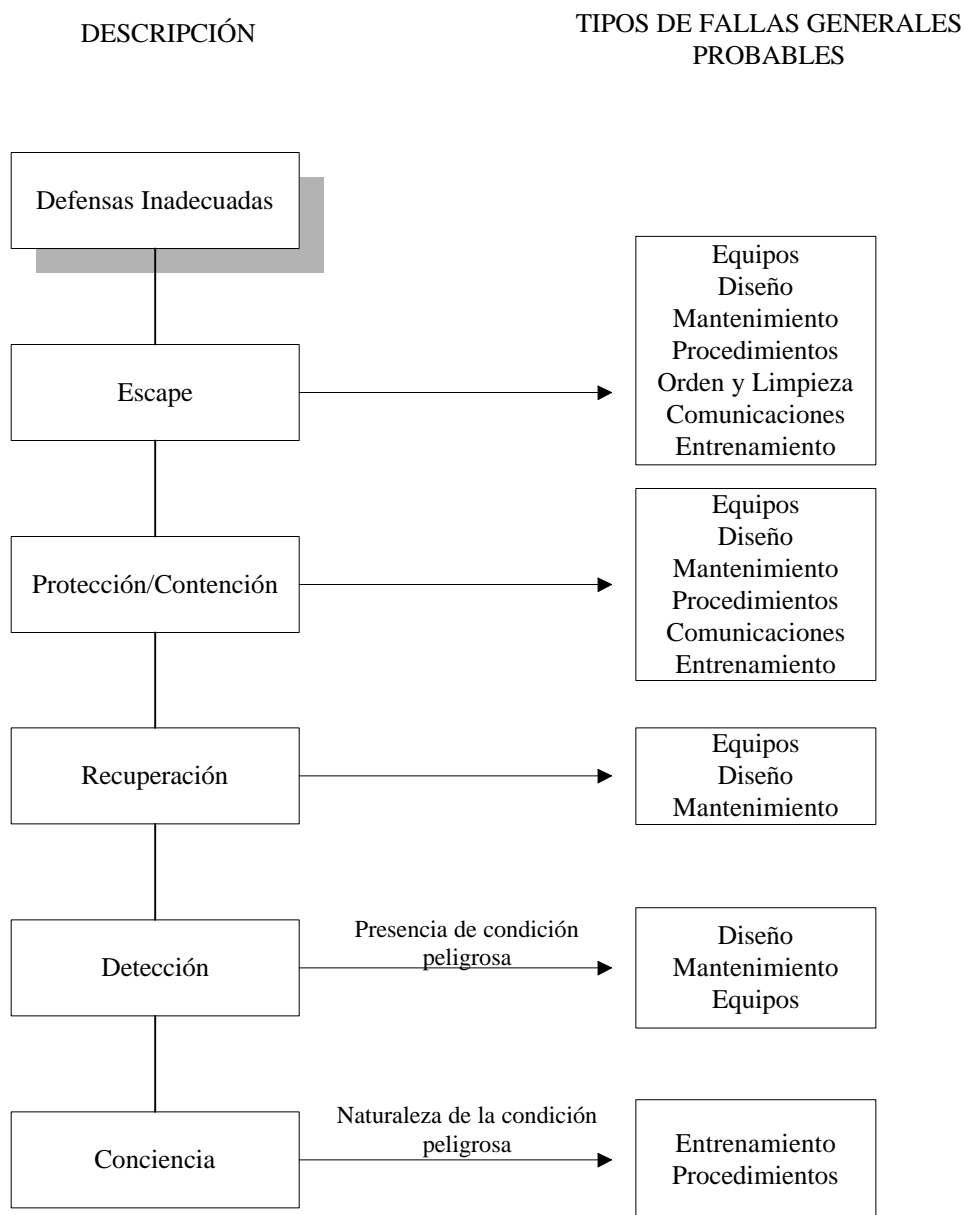 DESCRIPCIÓN
TIPOS DE FALLAS GENERALES
PROBABLES
Defensas Inadecuadas
Escape
Equipos
Diseño
Mantenimiento
Procedimientos
Orden y Limpieza
Comunicaciones
Entrenamiento
Protección/Contención
Equipos
Diseño
Mantenimiento
Procedimientos
Comunicaciones
Entrenamiento
Recuperación
Equipos
Diseño
Mantenimiento
Detección
Presencia de condición
peligrosa
Diseño
Mantenimiento
Equipos
Conciencia
Naturaleza de la condición
peligrosa
Entrenamiento
Procedimientos